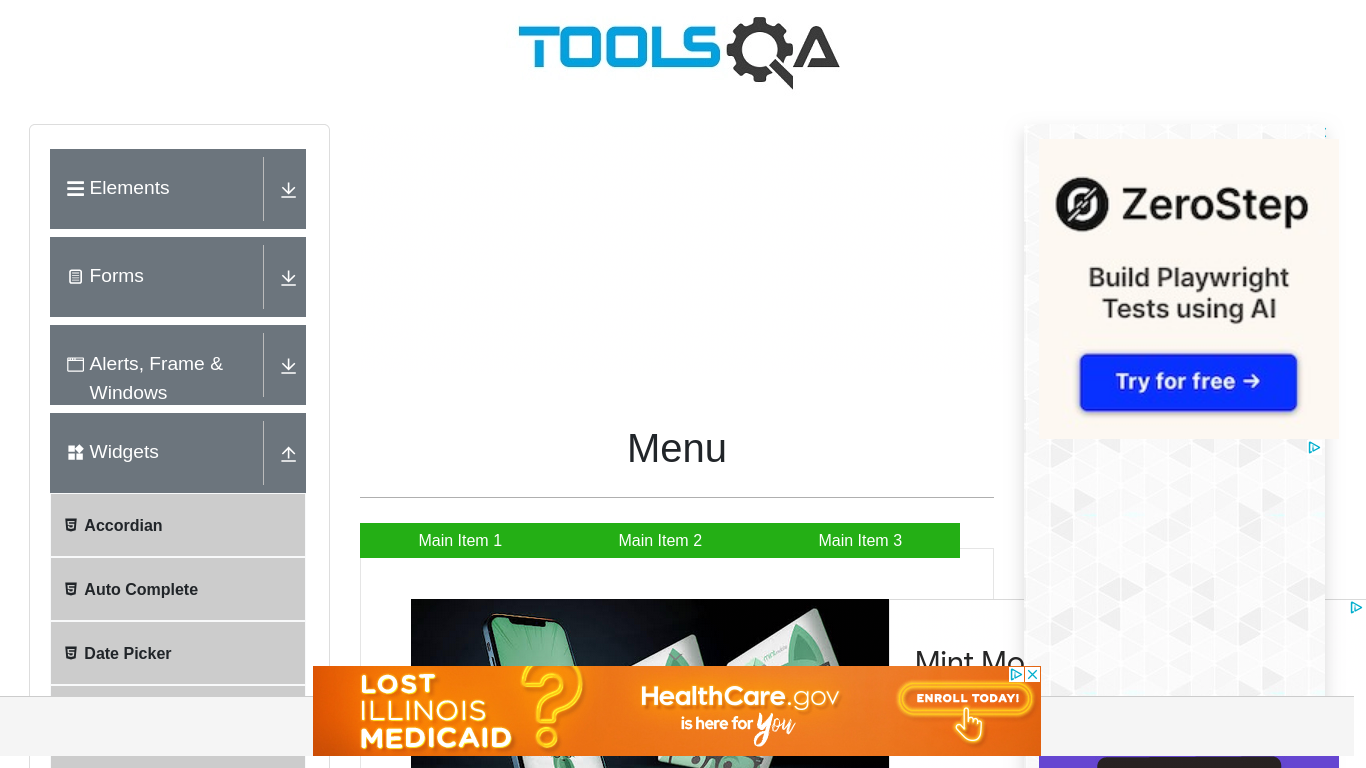 TOOLSQA
Elements
Forms
Alerts, Frame &
Windows
Widgets
Accordian
Auto Complete
Date Picker
Menu
Main Item 1
Main Item 2
Main Item 3
Mint Mo
LOST
ILLINOIS
MEDICAID
?
HealthCare.gov
is here for You
ENROLL TODAY!
ZeroStep
Build Playwright
Tests using AI
Try for free →